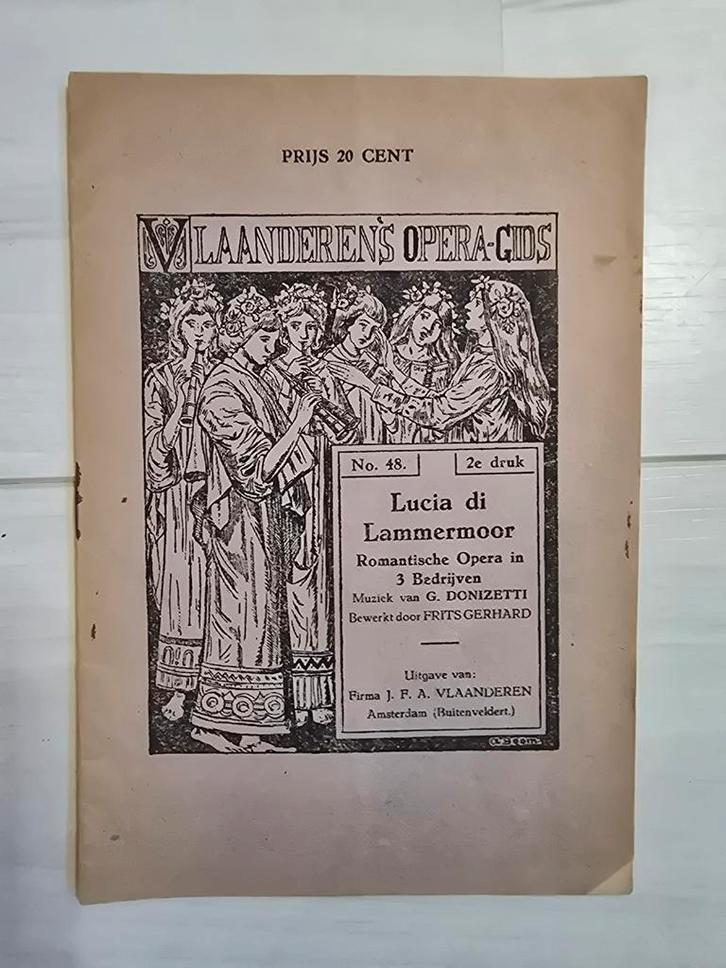 PRIJS 20 CENT
VLAANDEREN'S OPERA-GIDS
No. 48.
2e druk
Lucia di
Lammermoor
Romantische Opera in
3 Bedrijven
Muziek van G. DONIZETTI
Bewerkt door FRITS GERHARD
Uitgave van:
Firma J. F. A. VLAANDEREN
Amsterdam (Buitenveldert.)